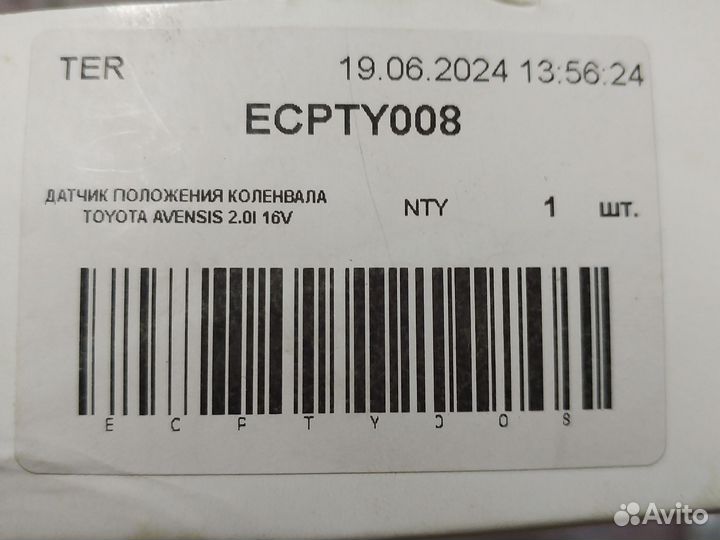 TER 19.06.2024 13:56:24
ECPTY008
ДАТЧИК ПОЛОЖЕНИЯ КОЛЕНВАЛА
TOYOTA AVENSIS 2.0I 16V
NTY 1 шт.
E C P T Y 0 0 8
Avito